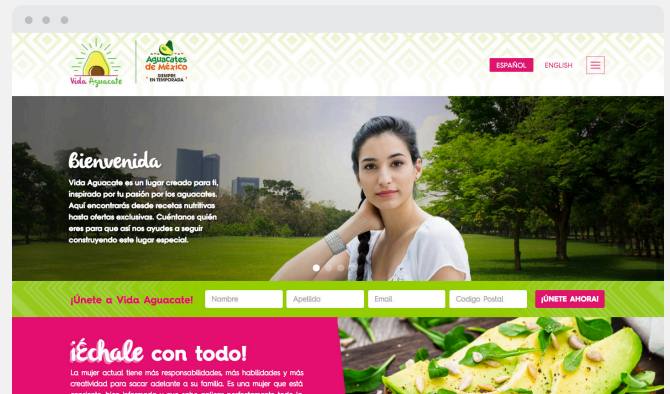 Vida Aguacate
Aguacates
de México
SIEMPRE
EN TEMPORADA
ESPAÑOL
ENGLISH
Bienvenida
Vida Aguacate es un lugar creado para ti,
inspirado por tu pasión por los aguacates.
Aquí encontrarás desde recetas nutritivas
hasta ofertas exclusivas. Cuéntanos quién
eres para que así nos ayudes a seguir
construyendo este lugar especial.
¡Únete a Vida Aguacate!
Nombre
Apellido
Email
Codigo Postal
¡ÚNETE AHORA!
¡Échale con todo!
La mujer actual tiene más responsabilidades, más habilidades y más
creatividad para sacar adelante a su familia. Es una mujer que está